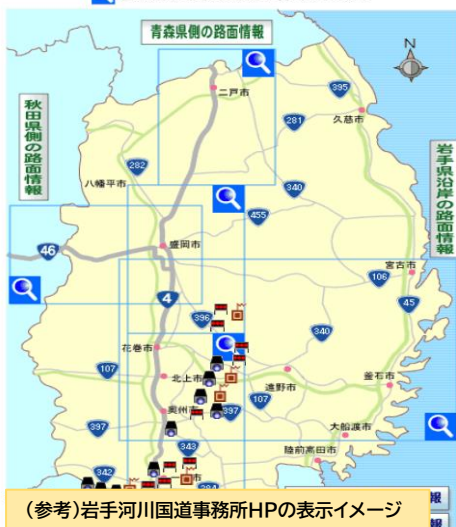 青森県側の路面情報
N
二戸市
395
久慈市
281
秋田県側の路面情報
282
八幡平市
340
岩手県沿岸の路面情報
455
46
盛岡市
宮古市
106
4
45
396
340
花巻市
107
北上市
釜石市
遠野市
107
奥州市
397
397
大船渡市
343
陸前高田市
342
市
284
報
(参考)岩手河川国道事務所HPの表示イメージ
報